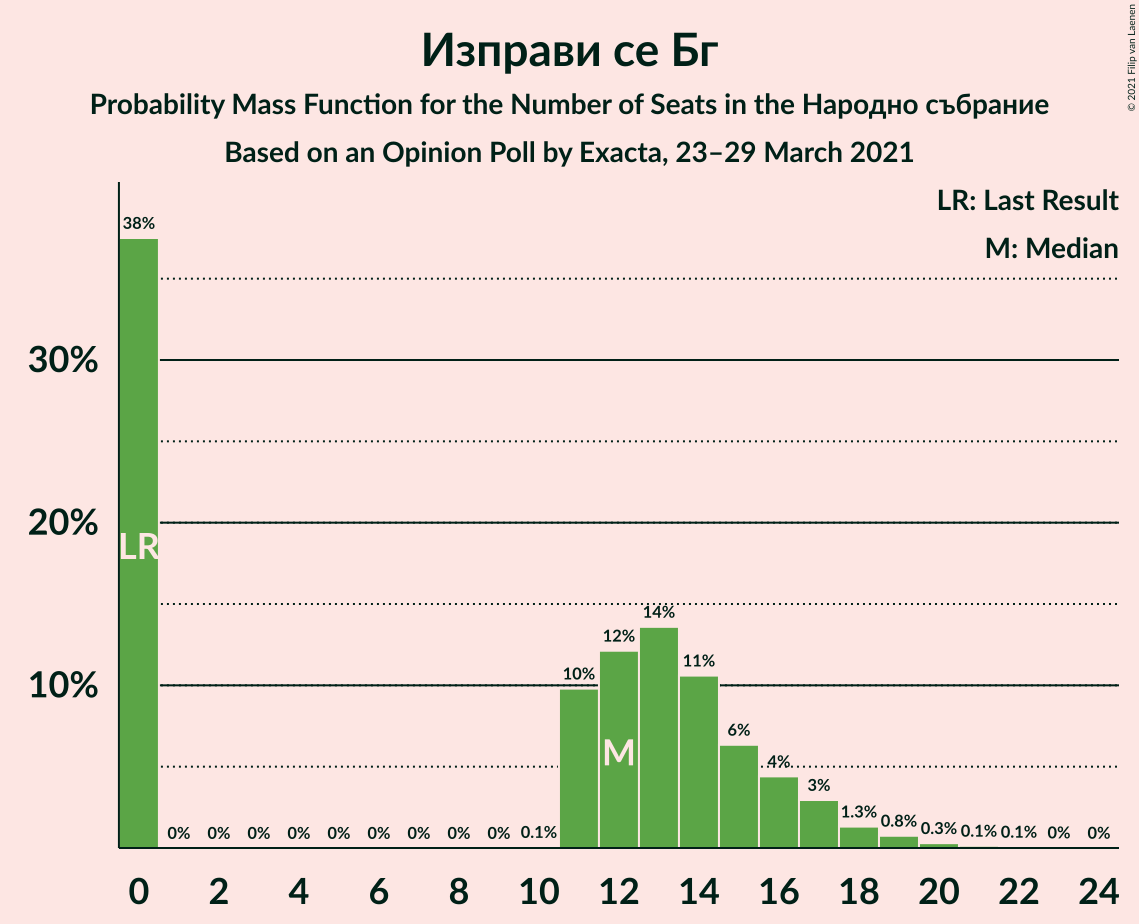 Изправи се Бг
Probability Mass Function for the Number of Seats in the Народно събрание
Based on an Opinion Poll by Exacta, 23–29 March 2021
© 2021 Filip van Laenen
LR: Last Result
M: Median
38%
30%
20%
LR
14%
12%
10%
11%
10%
M
6%
4%
3%
0% 0% 0% 0% 0% 0% 0% 0% 0% 0.1% 1.3% 0.8% 0.3% 0.1% 0.1% 0% 0%
0 2 4 6 8 10 12 14 16 18 20 22 24